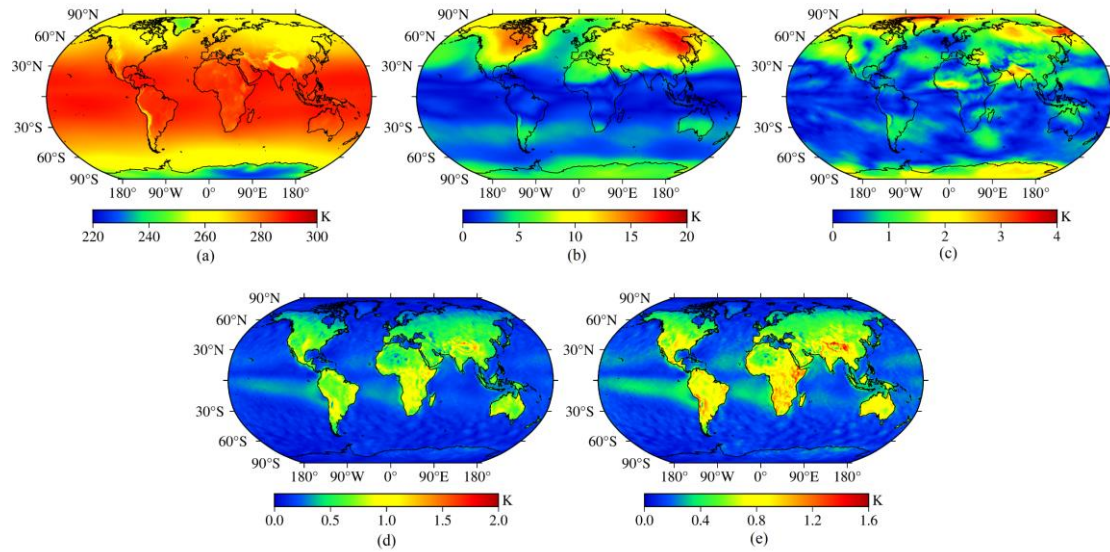 90°N 90°N 90°N
60°N 60°N 60°N
30°N 30°N 30°N
0° 0° 0°
30°S 30°S 30°S
60°S 60°S 60°S
90°S 90°S 90°S
180° 90°W 0° 90°E 180° 180° 90°W 0° 90°E 180° 180° 90°W 0° 90°E 180°
K K K
220 240 260 280 300 0 5 10 15 20 0 1 2 3 4
(a) (b) (c)
90°N 90°N
60°N 60°N
30°N 30°N
0° 0°
30°S 30°S
60°S 60°S
90°S 90°S
180° 90°W 0° 90°E 180° 180° 90°W 0° 90°E 180°
K K
0.0 0.5 1.0 1.5 2.0 0.0 0.4 0.8 1.2 1.6
(d) (e)